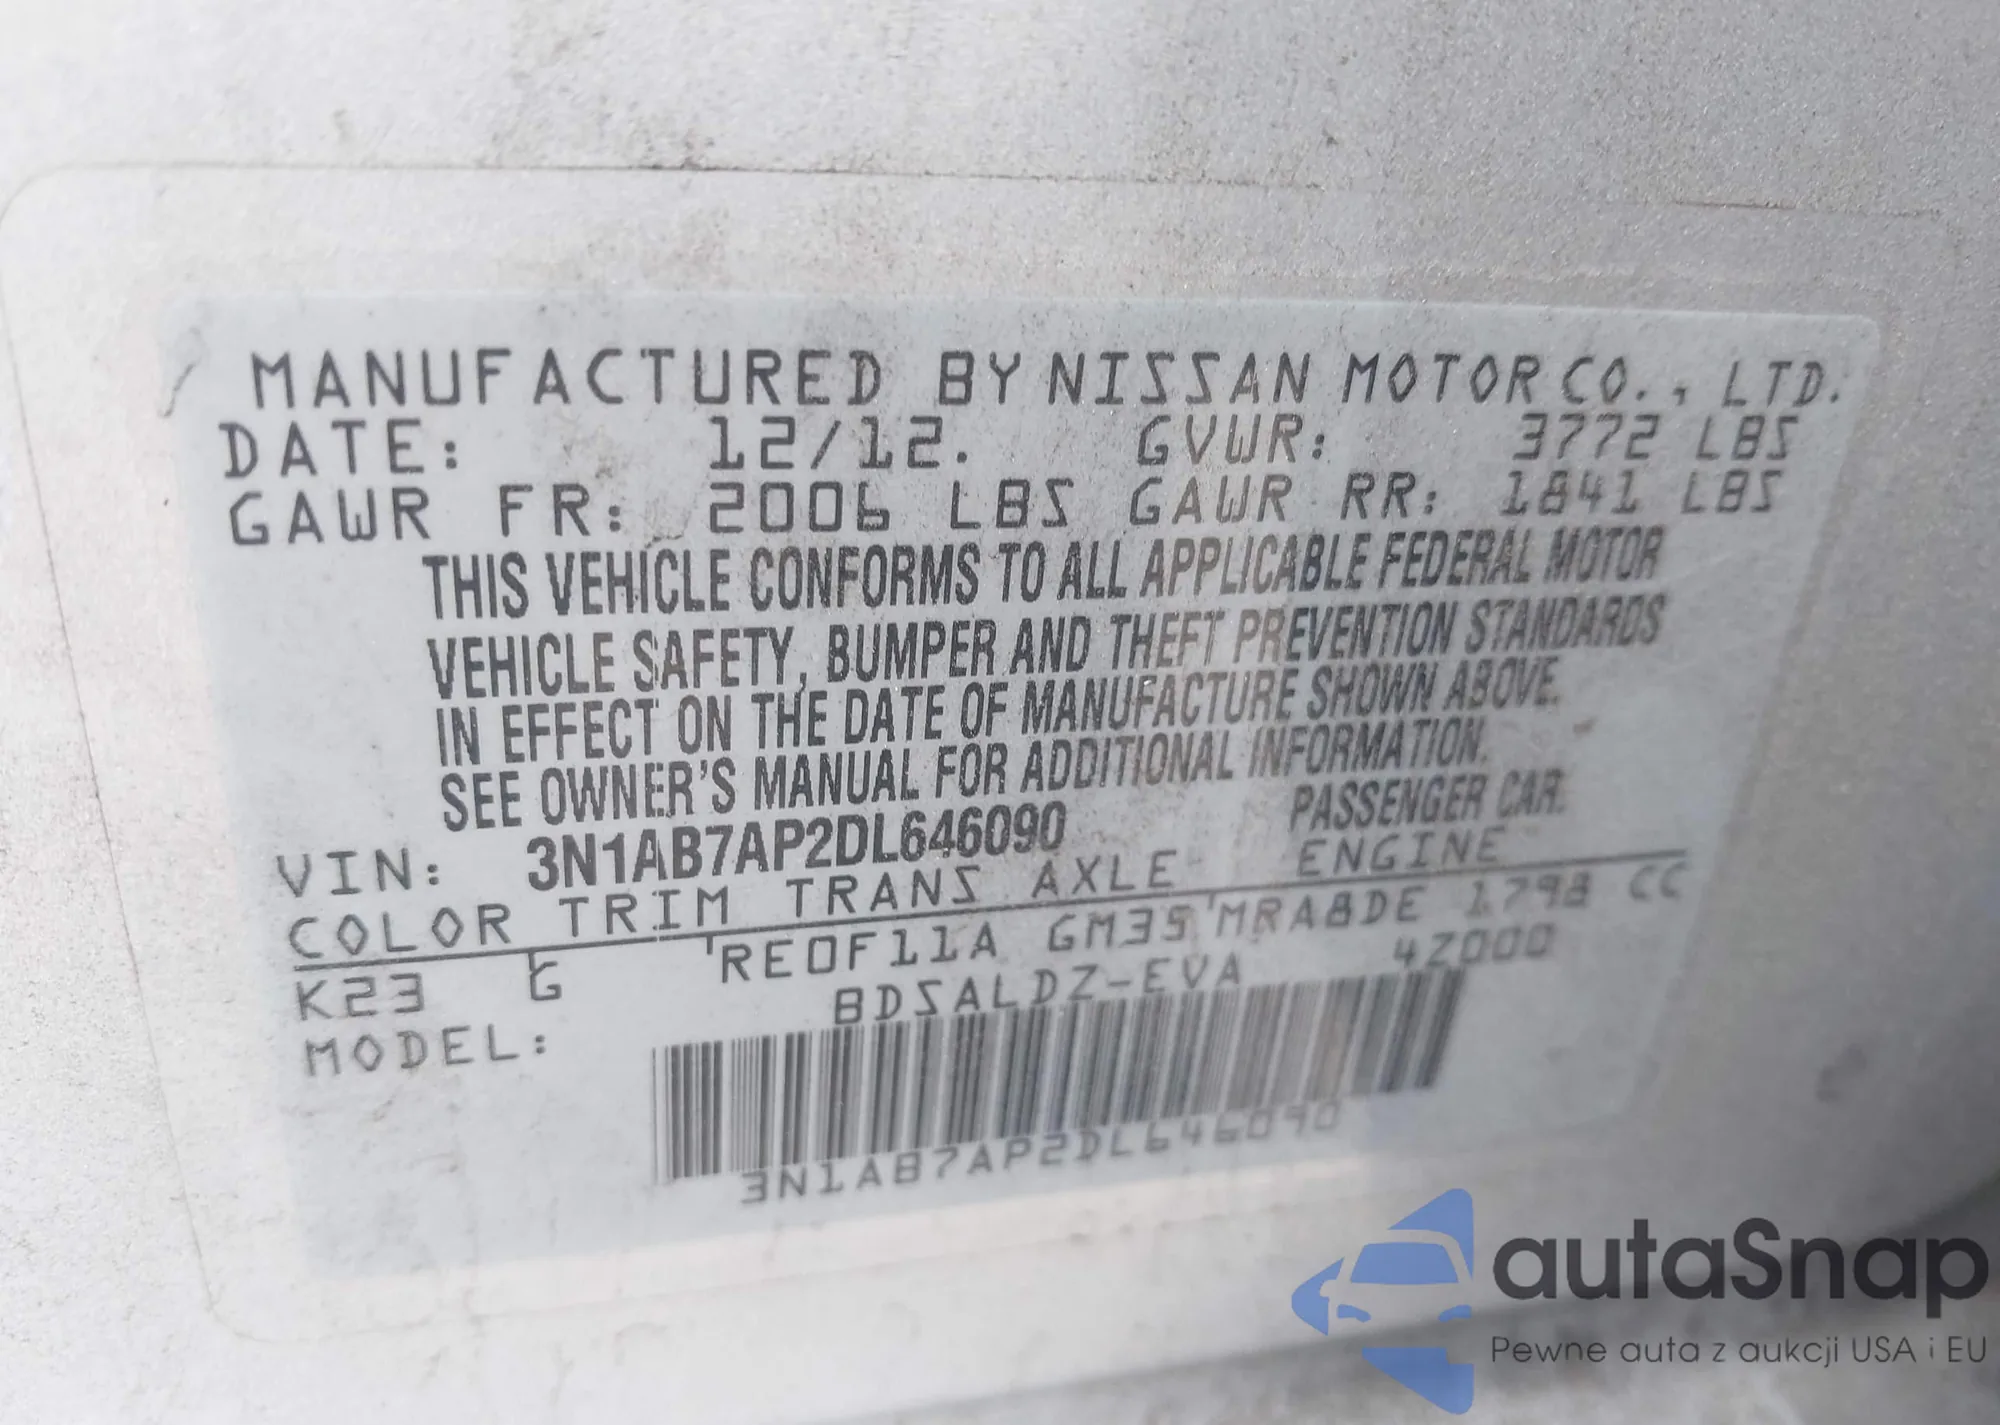 MANUFACTURED BY NISSAN MOTOR CO., LTD.
DATE: 12/12. GVWR: 3772 LBS
GAWR FR: 2006 LBS GAWR RR: 1841 LBS
THIS VEHICLE CONFORMS TO ALL APPLICABLE FEDERAL MOTOR
VEHICLE SAFETY, BUMPER AND THEFT PREVENTION STANDARDS
IN EFFECT ON THE DATE OF MANUFACTURE SHOWN ABOVE.
SEE OWNER'S MANUAL FOR ADDITIONAL INFORMATION.
VIN: 3N1AB7AP2DL646090 PASSENGER CAR.
COLOR TRIM TRANS AXLE ENGINE
K23 G RE0F11A GM35 MRA8DE 1798 CC
MODEL: BDSALDZ-EVA 42000
3N1AB7AP2DL646090
autaSnap
Pewne auta z aukcji USA i EU